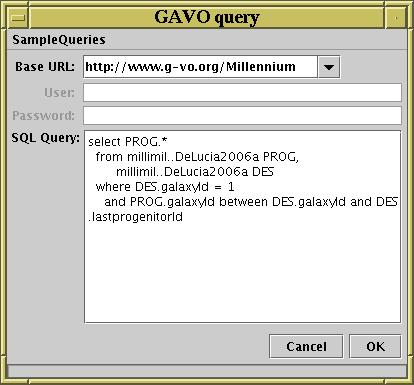 GAVO query
SampleQueries
Base URL: http://www.g-vo.org/Millennium
User:
Password:
SQL Query: select PROG.*
from millimil..DeLucia2006a PROG,
millimil..DeLucia2006a DES
where DES.galaxyId = 1
and PROG.galaxyId between DES.galaxyId and DES
.lastprogenitorId
Cancel OK